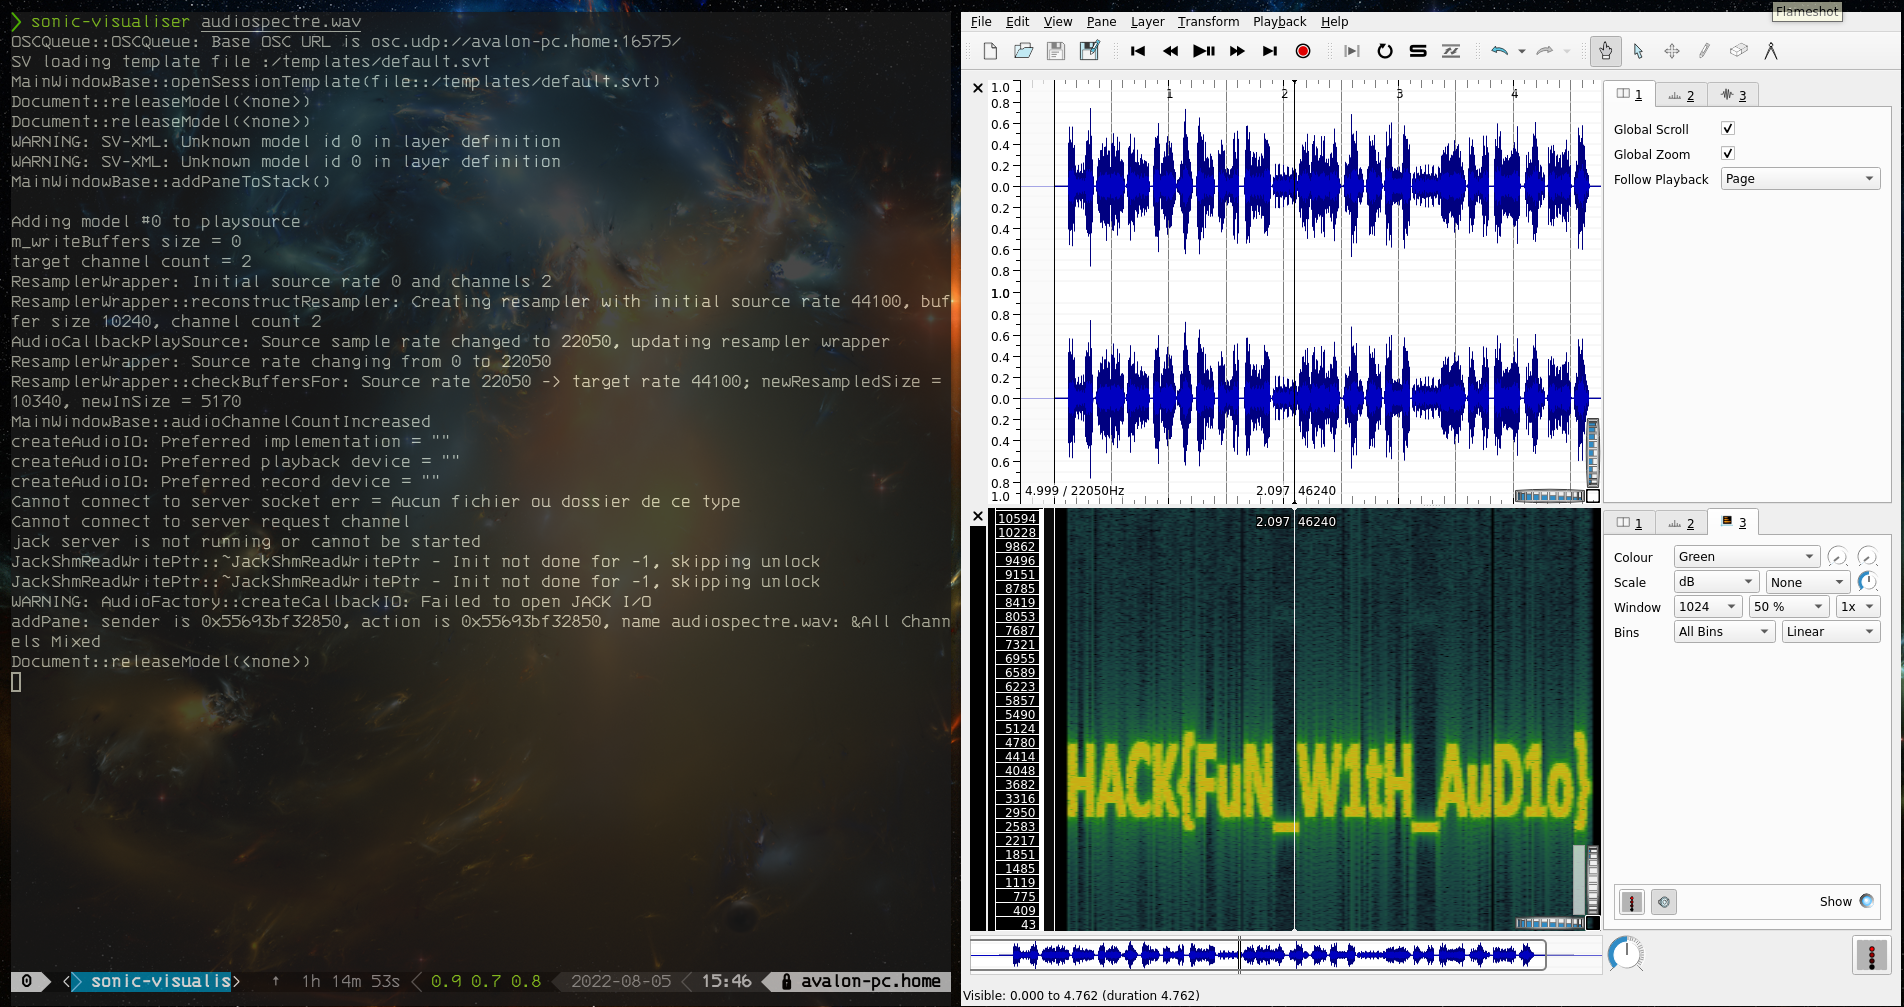 ❯ sonic-visualiser audiospectre.wav
OSCQueue::OSCQueue: Base OSC URL is osc.udp://avalon-pc.home:16575/
SV loading template file :/templates/default.svt
MainWindowBase::openSessionTemplate(file::/templates/default.svt)
Document::releaseModel(<none>)
Document::releaseModel(<none>)
WARNING: SV-XML: Unknown model id 0 in layer definition
WARNING: SV-XML: Unknown model id 0 in layer definition
MainWindowBase::addPaneToStack()
Adding model #0 to playsource
m_writeBuffers size = 0
target channel count = 2
ResamplerWrapper: Initial source rate 0 and channels 2
ResamplerWrapper::reconstructResampler: Creating resampler with initial source rate 44100, buf
fer size 10240, channel count 2
AudioCallbackPlaySource: Source sample rate changed to 22050, updating resampler wrapper
ResamplerWrapper: Source rate changing from 0 to 22050
ResamplerWrapper::checkBuffersFor: Source rate 22050 -> target rate 44100; newResampledSize =
10340, newInSize = 5170
MainWindowBase::audioChannelCountIncreased
createAudioIO: Preferred implementation = ""
createAudioIO: Preferred playback device = ""
createAudioIO: Preferred record device = ""
Cannot connect to server socket err = Aucun fichier ou dossier de ce type
Cannot connect to server request channel
jack server is not running or cannot be started
JackShmReadWritePtr::~JackShmReadWritePtr - Init not done for -1, skipping unlock
JackShmReadWritePtr::~JackShmReadWritePtr - Init not done for -1, skipping unlock
WARNING: AudioFactory::createCallbackIO: Failed to open JACK I/O
addPane: sender is 0x55693bf32850, action is 0x55693bf32850, name audiospectre.wav: &All Chann
els Mixed
Document::releaseModel(<none>)
0 < > sonic-visualis> ↑ 1h 14m 53s < 0.9 0.7 0.8 < 2022-08-05 < 15:46 avalon-pc.home
Flameshot
File Edit View Pane Layer Transform Playback Help
1 2 3 4
1.0
0.8
0.6
0.4
0.2
0.0
0.2
0.4
0.6
0.8
1.0
0.8
0.6
0.4
0.2
0.0
0.2
0.4
0.6
0.8
1.0
4.999 / 22050Hz 2.097 46240
1 2 3
Global Scroll
Global Zoom
Follow Playback Page
2.097 46240
10594
10228
9862
9496
9151
8785
8419
8053
7687
7321
6955
6589
6223
5857
5490
5124
4780
4414
4048
3682
3316
2950
2583
2217
1851
1485
1119
775
409
43
HACK{FuN_W1tH_AuD1o}
1 2 3
Colour Green
Scale dB None
Window 1024 50 % 1x
Bins All Bins Linear
Show
Visible: 0.000 to 4.762 (duration 4.762)